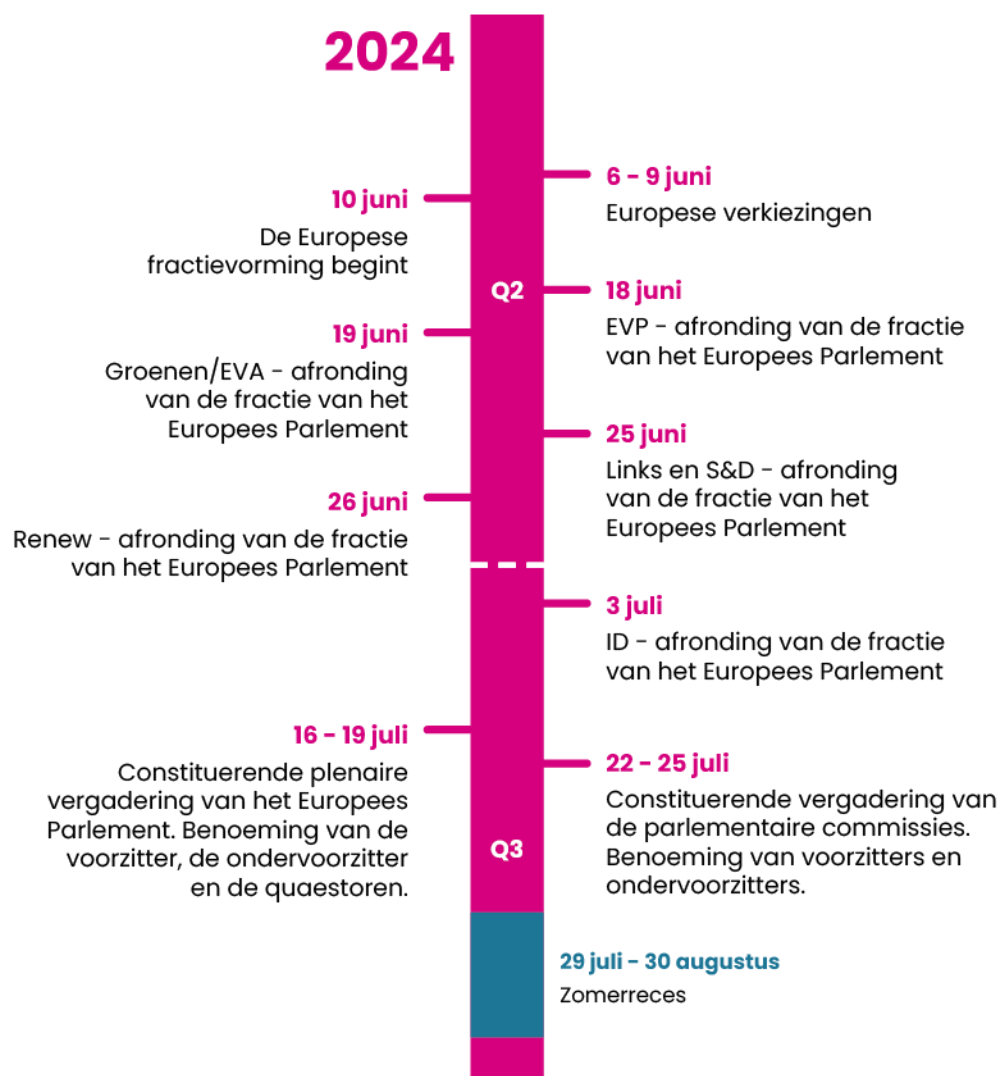 2024
6 – 9 juni
Europese verkiezingen
10 juni
De Europese
fractievorming begint
Q2
18 juni
EVP – afronding van de fractie
van het Europees Parlement
19 juni
Groenen/EVA – afronding
van de fractie van het
Europees Parlement
25 juni
Links en S&D – afronding
van de fractie van het
Europees Parlement
26 juni
Renew – afronding van de fractie
van het Europees Parlement
3 juli
ID – afronding van de fractie
van het Europees Parlement
16 – 19 juli
Constituerende plenaire
vergadering van het Europees
Parlement. Benoeming van de
voorzitter, de ondervoorzitter
en de quaestoren.
22 – 25 juli
Constituerende vergadering van
de parlementaire commissies.
Benoeming van voorzitters en
ondervoorzitters.
Q3
29 juli – 30 augustus
Zomerreces